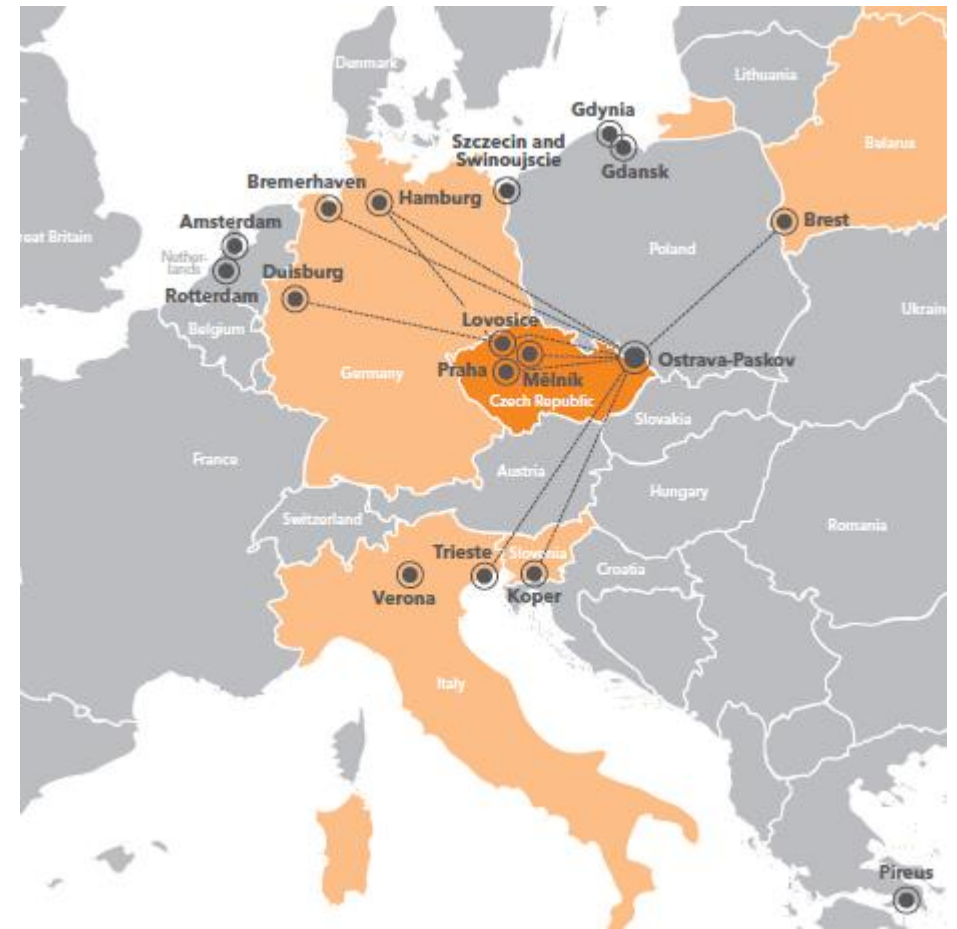 Denmark
Lithuania
Gdynia
Szczecin and
Swinoujscie
Gdansk
Belarus
Bremerhaven
Hamburg
Amsterdam
Brest
eat Britain
Poland
Nether-
lands
Duisburg
Rotterdam
Ukrain
Belgium
Lovosice
Ostrava-Paskov
Praha
Mělník
Germany
Czech Republic
Slovakia
France
Austria
Hungary
Switzerland
Romania
Trieste
Slovenia
Croatia
Verona
Koper
Italy
Pireus